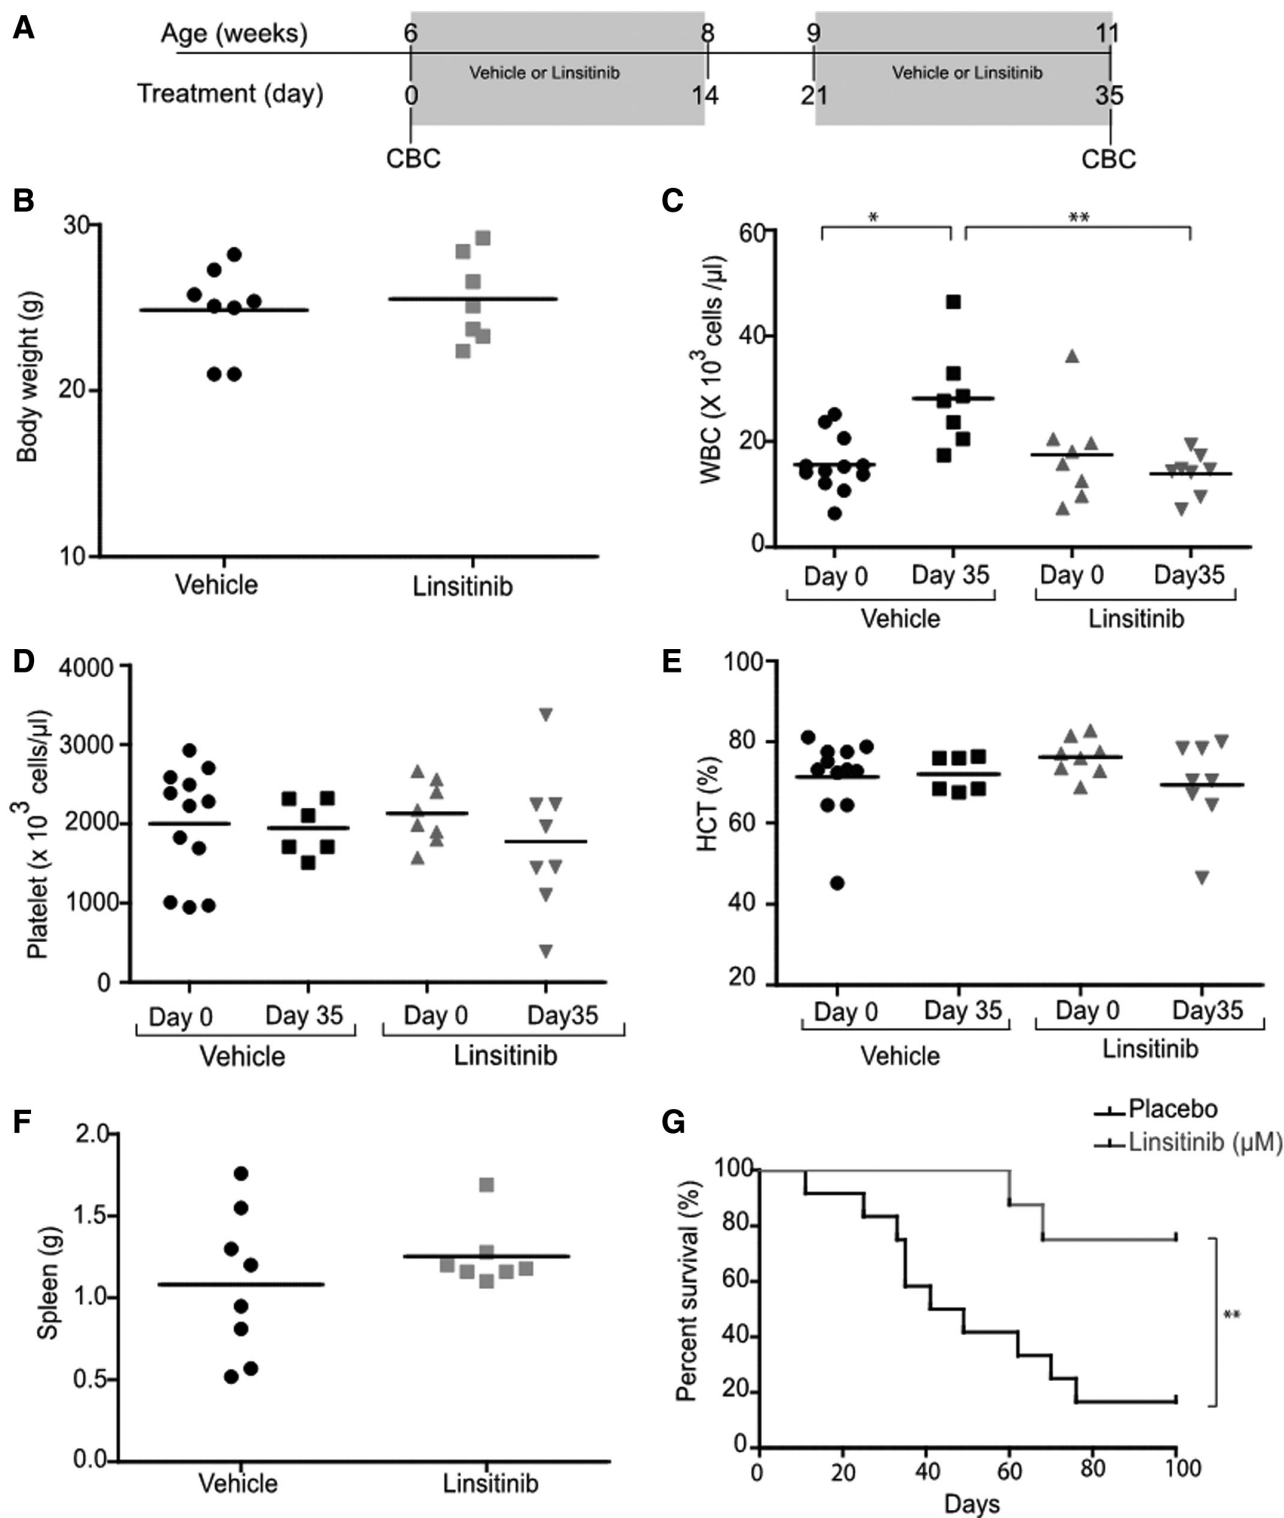 A
Age (weeks) 6 8 9 11
Vehicle or Linsitinib Vehicle or Linsitinib
Treatment (day) 0 14 21 35
CBC CBC
B
Body weight (g)
30
20
10
Vehicle Linsitinib
C
WBC (X 10³ cells /µl)
* **
60
40
20
0
Day 0 Day 35 Day 0 Day35
Vehicle Linsitinib
D
Platelet (x 10³ cells/µl)
4000
3000
2000
1000
0
Day 0 Day 35 Day 0 Day35
Vehicle Linsitinib
E
HCT (%)
100
80
60
40
20
Day 0 Day 35 Day 0 Day35
Vehicle Linsitinib
F
Spleen (g)
2.0
1.5
1.0
0.5
0.0
Vehicle Linsitinib
G
Placebo
Linsitinib (µM)
Percent survival (%)
100
80
60
40
20
0
**
0 20 40 60 80 100
Days